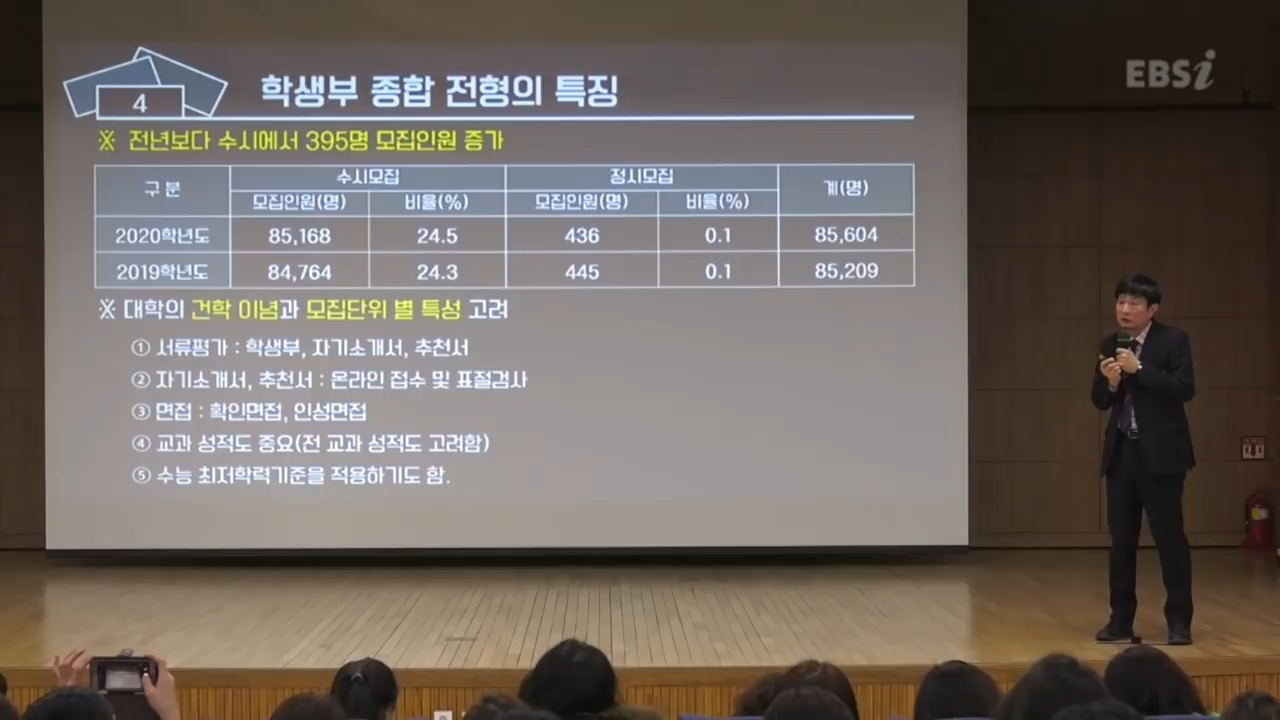 EBSi
4
학생부 종합 전형의 특징
※ 전년보다 수시에서 395명 모집인원 증가
구 분 수시모집 정시모집 계(명)
모집인원(명) 비율(%) 모집인원(명) 비율(%)
2020학년도 85,168 24.5 436 0.1 85,604
2019학년도 84,764 24.3 445 0.1 85,209
※ 대학의 건학 이념과 모집단위 별 특성 고려
① 서류평가 : 학생부, 자기소개서, 추천서
② 자기소개서, 추천서 : 온라인 접수 및 표절검사
③ 면접 : 확인면접, 인성면접
④ 교과 성적도 중요(전 교과 성적도 고려함)
⑤ 수능 최저학력기준을 적용하기도 함.